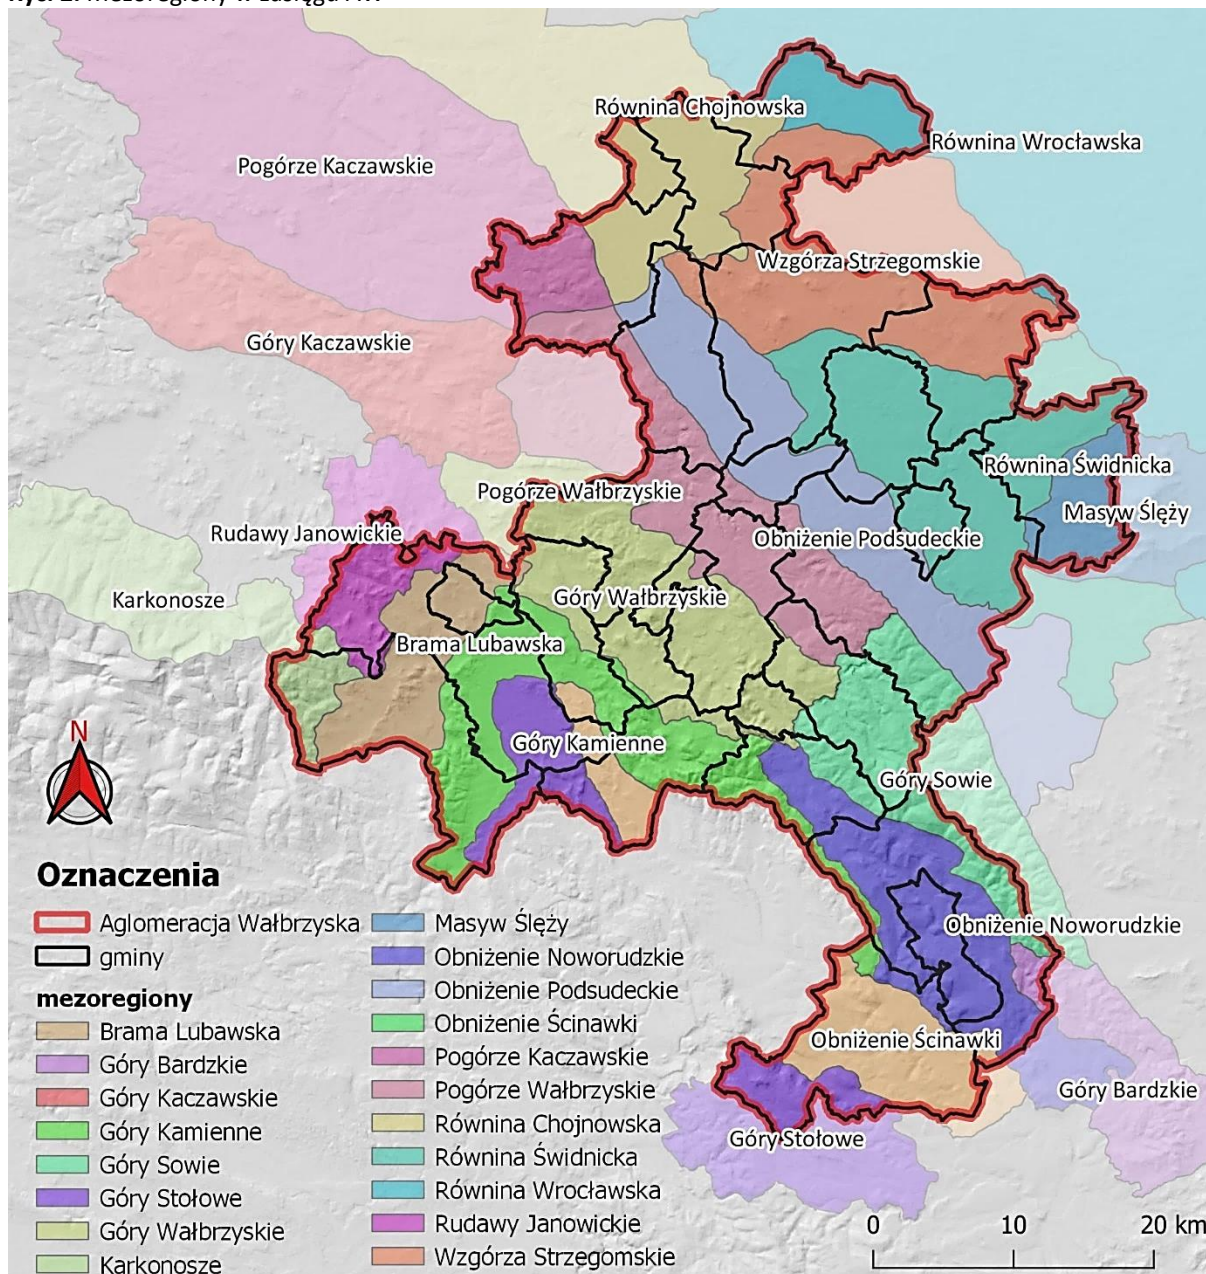 Równina Chojnowska
Równina Wrocławska
Pogórze Kaczawskie
Wzgórza Strzegomskie
Góry Kaczawskie
Równina Świdnicka
Pogórze Wałbrzyskie
Masyw Ślęży
Rudawy Janowickie
Obniżenie Podsudeckie
Karkonosze
Góry Wałbrzyskie
Brama Lubawska
N
Góry Kamienne
Góry Sowie
Obniżenie Noworudzkie
Obniżenie Ścinawki
Góry Bardzkie
Góry Stołowe
Oznaczenia
Aglomeracja Wałbrzyska
gminy
mezoregiony
Brama Lubawska
Góry Bardzkie
Góry Kaczawskie
Góry Kamienne
Góry Sowie
Góry Stołowe
Góry Wałbrzyskie
Karkonosze
Masyw Ślęży
Obniżenie Noworudzkie
Obniżenie Podsudeckie
Obniżenie Ścinawki
Pogórze Kaczawskie
Pogórze Wałbrzyskie
Równina Chojnowska
Równina Świdnicka
Równina Wrocławska
Rudawy Janowickie
Wzgórza Strzegomskie
0 10 20 km